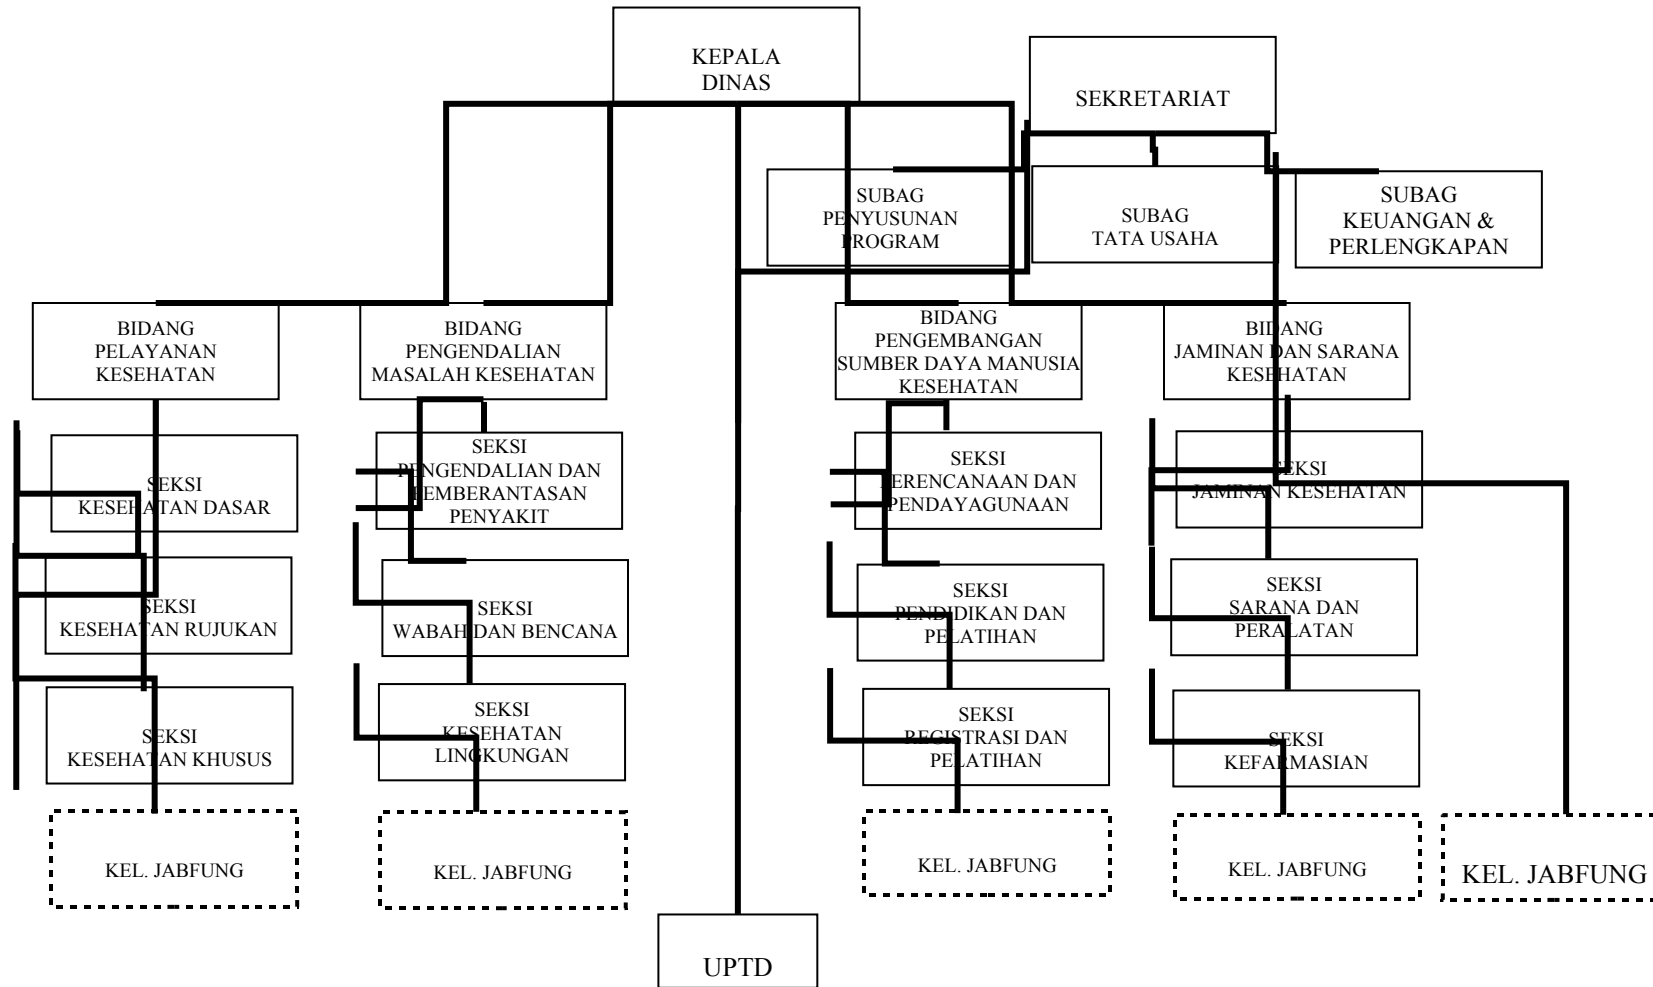 KEPALA
DINAS
SEKRETARIAT
SUBAG
PENYUSUNAN
PROGRAM
SUBAG
TATA USAHA
SUBAG
KEUANGAN &
PERLENGKAPAN
BIDANG
PELAYANAN
KESEHATAN
BIDANG
PENGENDALIAN
MASALAH KESEHATAN
BIDANG
PENGEMBANGAN
SUMBER DAYA MANUSIA
KESEHATAN
BIDANG
JAMINAN DAN SARANA
KESEHATAN
SEKSI
KESEHATAN DASAR
SEKSI
PENGENDALIAN DAN
PEMBERANTASAN
PENYAKIT
SEKSI
PERENCANAAN DAN
PENDAYAGUNAAN
SEKSI
JAMINAN KESEHATAN
SEKSI
KESEHATAN RUJUKAN
SEKSI
WABAH DAN BENCANA
SEKSI
PENDIDIKAN DAN
PELATIHAN
SEKSI
SARANA DAN
PERALATAN
SEKSI
KESEHATAN KHUSUS
SEKSI
KESEHATAN
LINGKUNGAN
SEKSI
REGISTRASI DAN
PELATIHAN
SEKSI
KEFARMASIAN
KEL. JABFUNG
KEL. JABFUNG
KEL. JABFUNG
KEL. JABFUNG
KEL. JABFUNG
UPTD